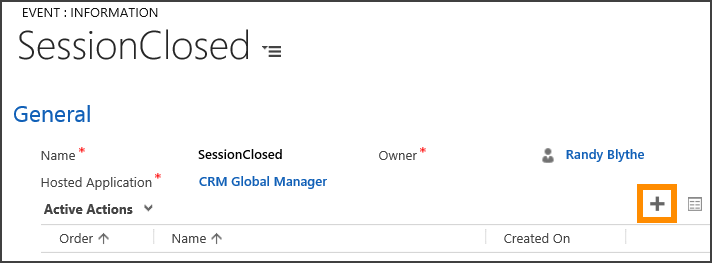 EVENT : INFORMATION
SessionClosed
General
Name * SessionClosed Owner * Randy Blythe
Hosted Application * CRM Global Manager
Active Actions
Order Name Created On